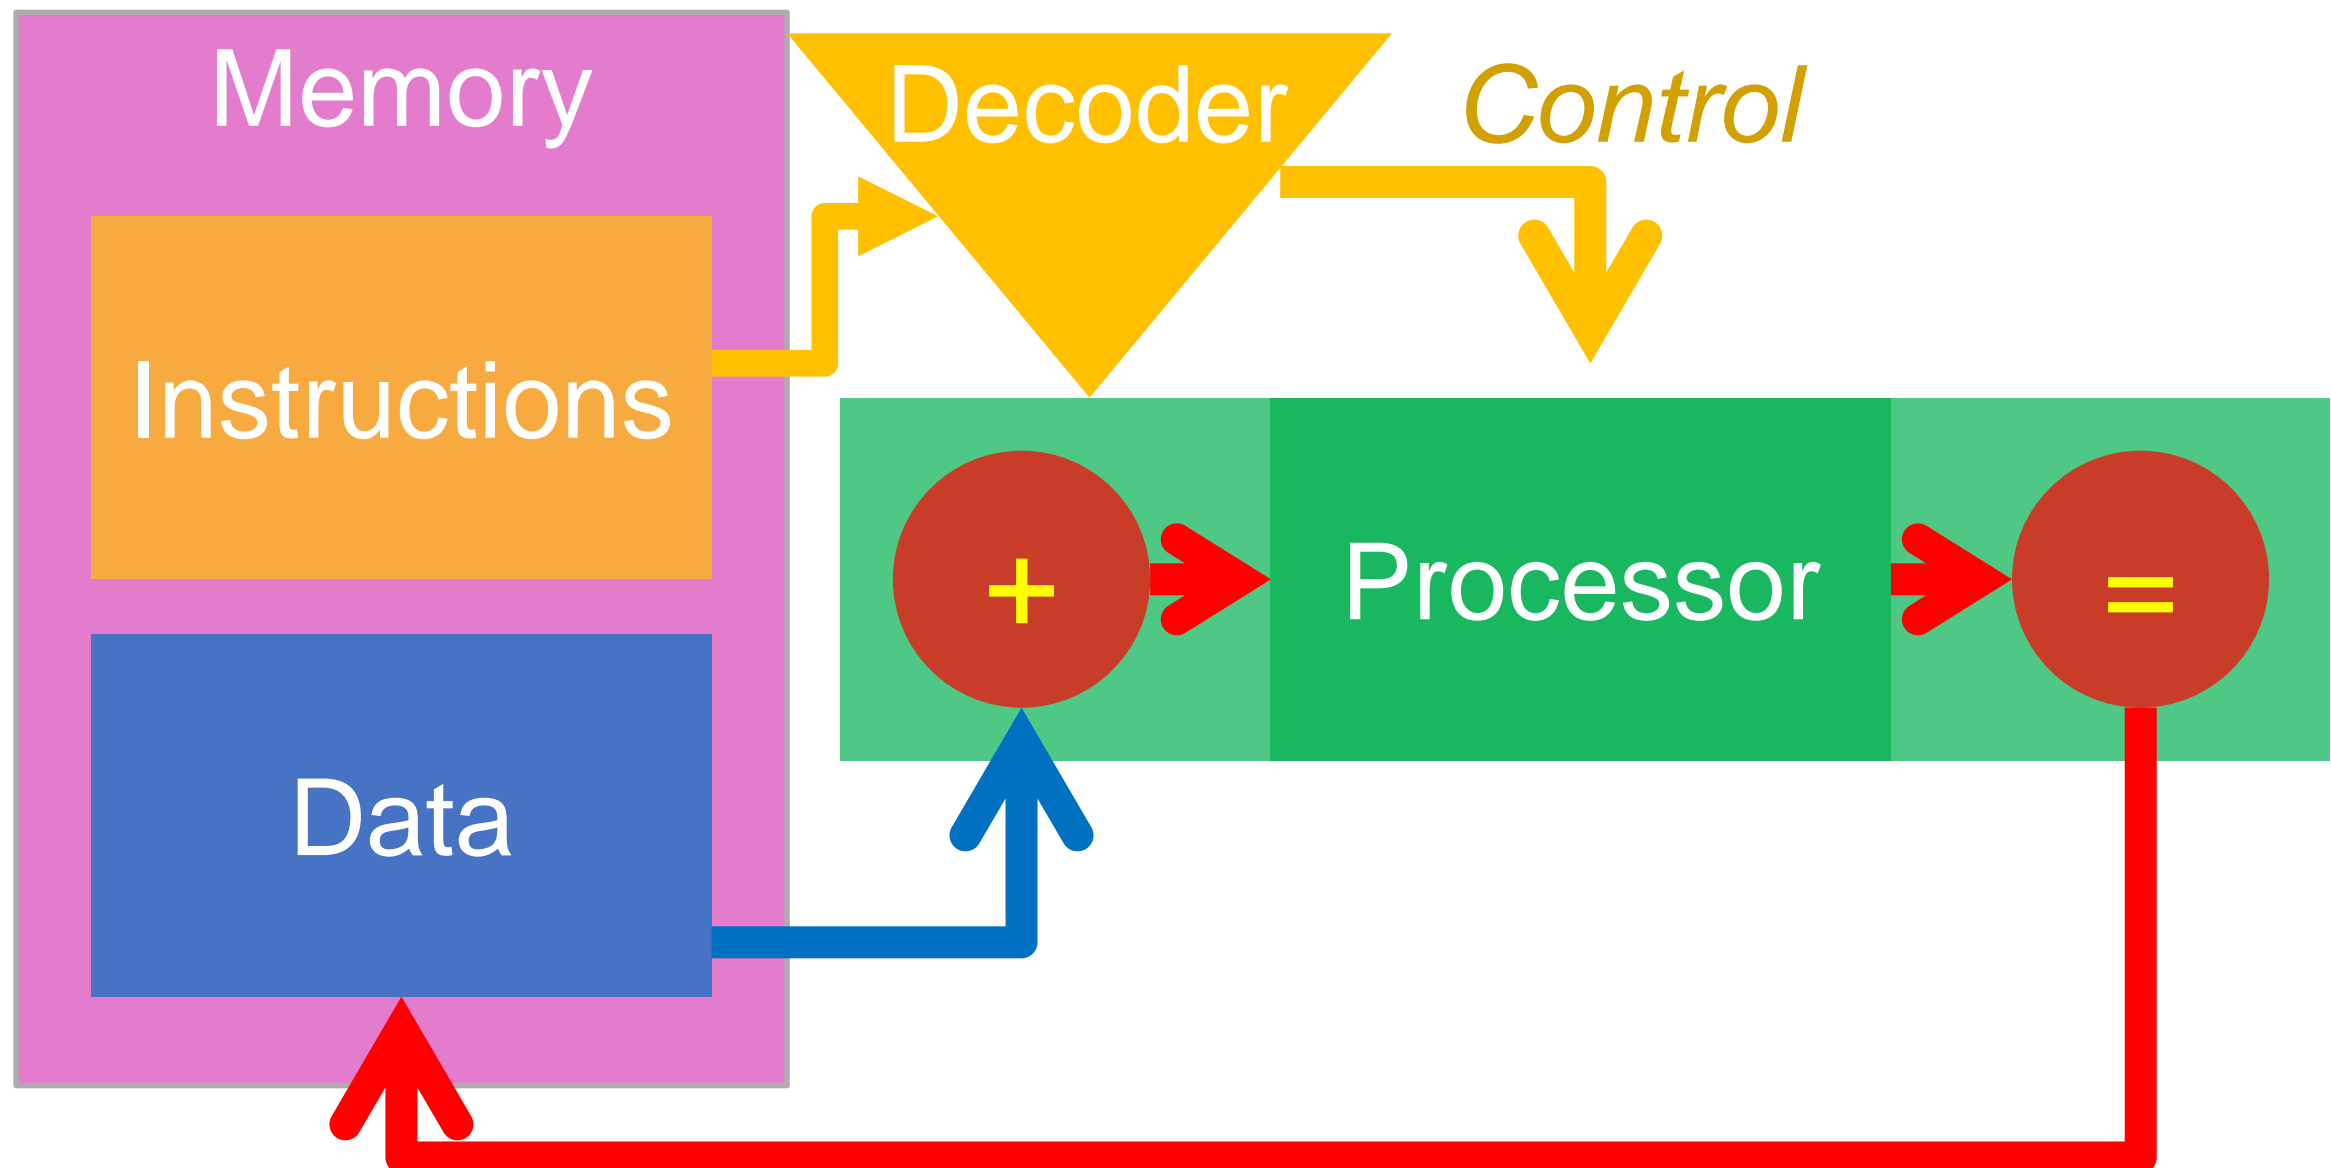 Memory
Decoder
Control
Instructions
+
Processor
=
Data